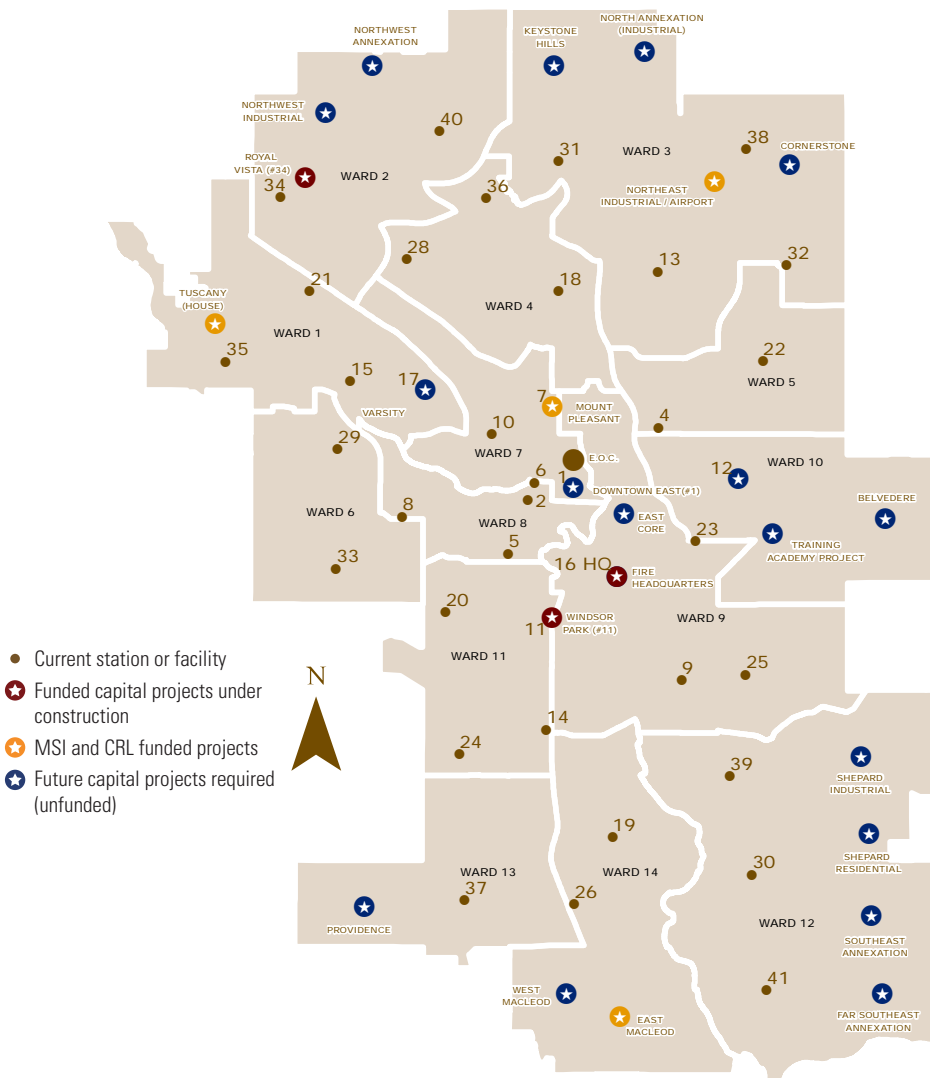 NORTHWEST
ANNEXATION
KEYSTONE
HILLS
NORTH ANNEXATION
(INDUSTRIAL)
NORTHWEST
INDUSTRIAL
40
38
CORNERSTONE
31
WARD 3
ROYAL
VISTA (#34)
WARD 2
34
36
NORTHEAST
INDUSTRIAL / AIRPORT
28
13
32
21
18
TUSCANY
(HOUSE)
WARD 4
WARD 1
35
22
15
17
WARD 5
7
MOUNT
PLEASANT
VARSITY
10
4
29
WARD 7
E.O.C.
WARD 10
12
6
1
DOWNTOWN EAST(#1)
BELVEDERE
2
WARD 6
8
WARD 8
EAST
CORE
23
TRAINING
ACADEMY PROJECT
5
33
16 HQ
FIRE
HEADQUARTERS
20
11
WINDSOR
PARK (#11)
WARD 9
WARD 11
9
25
Current station or facility
Funded capital projects under
construction
MSI and CRL funded projects
Future capital projects required
(unfunded)
N
14
24
39
SHEPARD
INDUSTRIAL
19
SHEPARD
RESIDENTIAL
WARD 13
WARD 14
30
37
26
PROVIDENCE
WARD 12
SOUTHEAST
ANNEXATION
WEST
MACLEOD
41
EAST
MACLEOD
FAR SOUTHEAST
ANNEXATION